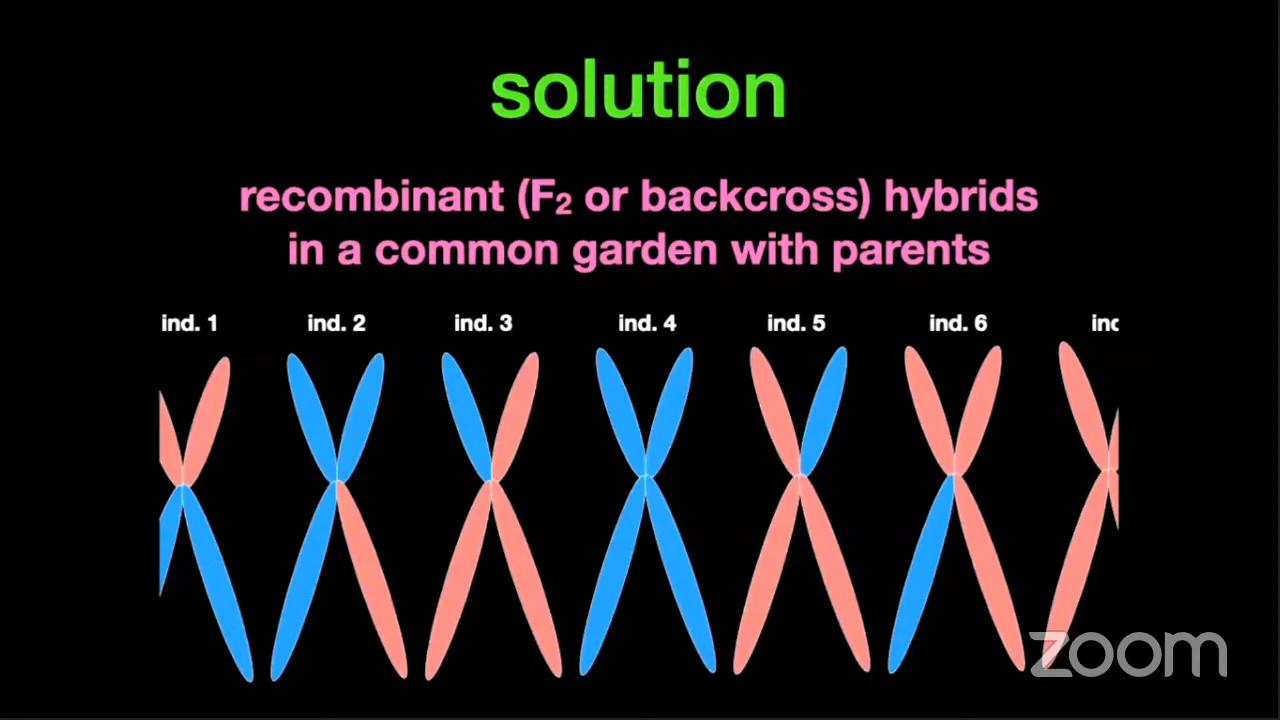 solution
recombinant (F₂ or backcross) hybrids
in a common garden with parents
ind. 1 ind. 2 ind. 3 ind. 4 ind. 5 ind. 6
zoom